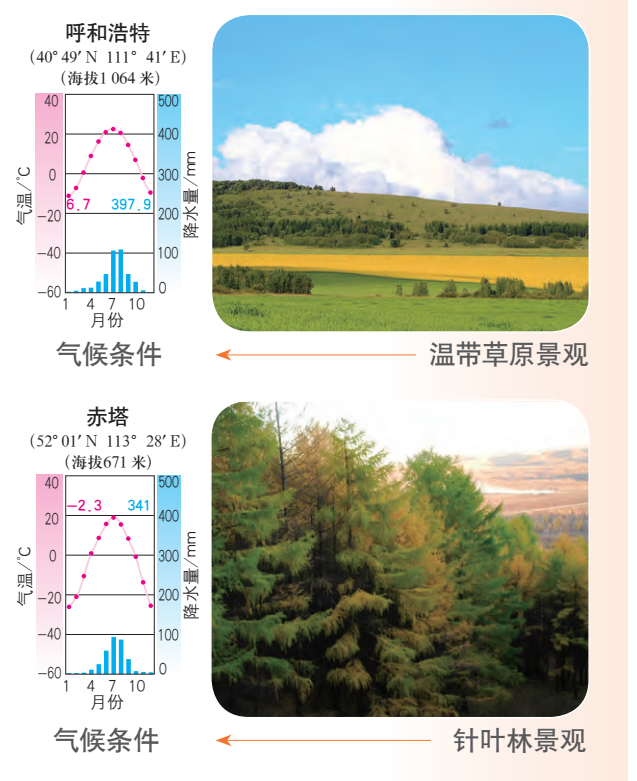 呼和浩特
(40°49′N 111°41′E)
(海拔1 064 米)
气温/℃
40
20
0
-20
-40
-60
降水量/mm
500
400
300
200
100
0
6.7 397.9
1 4 7 10
月份
气候条件
温带草原景观
赤塔
(52°01′N 113°28′E)
(海拔671 米)
气温/℃
40
20
0
-20
-40
-60
降水量/mm
500
400
300
200
100
0
-2.3 341
1 4 7 10
月份
气候条件
针叶林景观